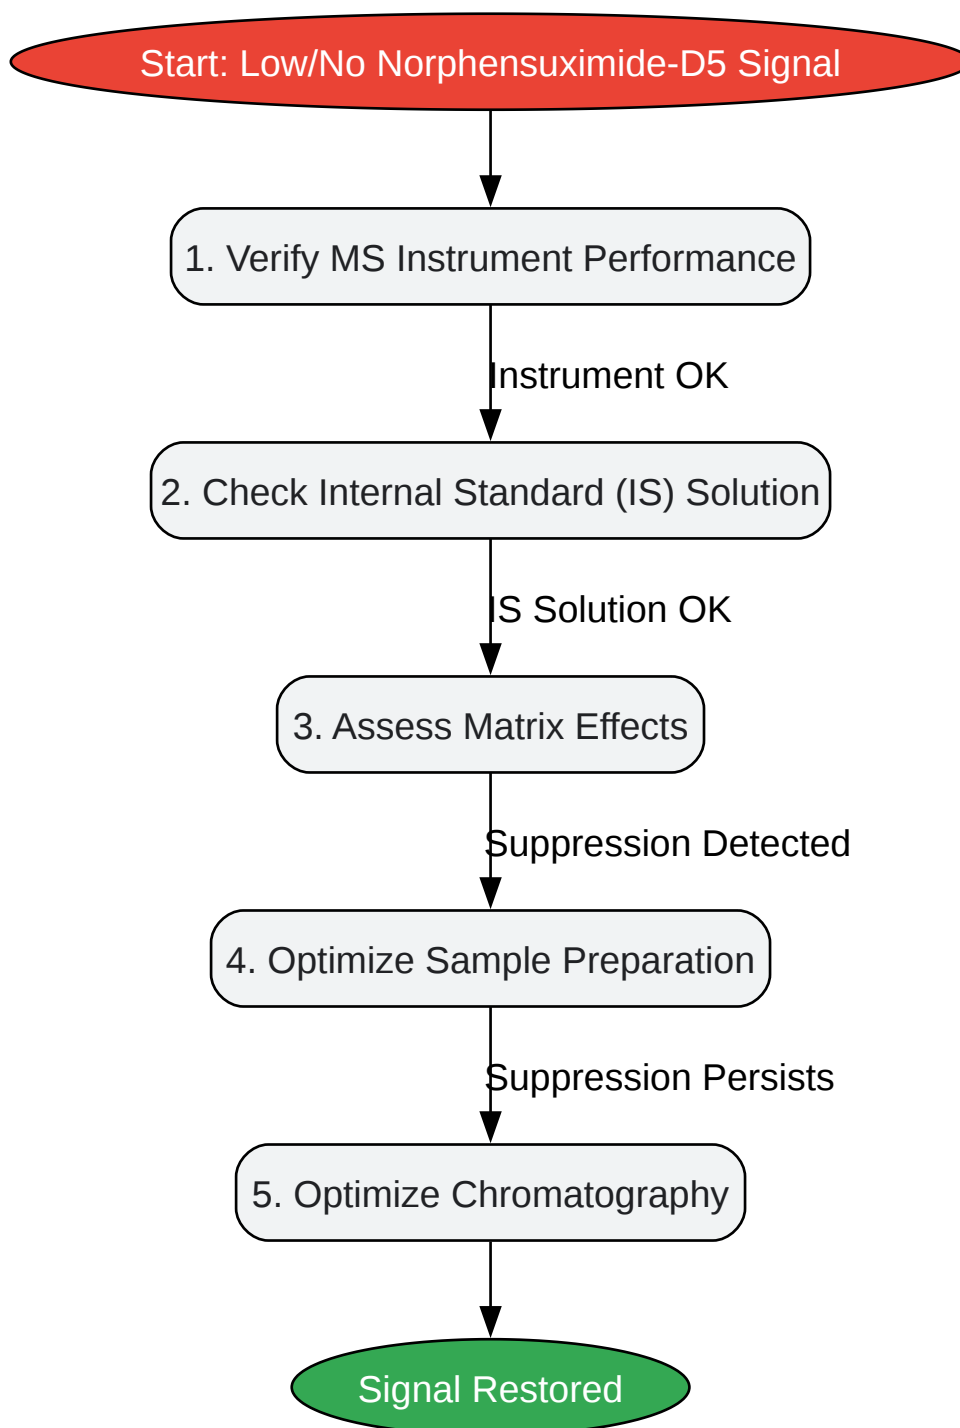 Start: Low/No Norphensuximide-D5 Signal
1. Verify MS Instrument Performance
Instrument OK
2. Check Internal Standard (IS) Solution
IS Solution OK
3. Assess Matrix Effects
Suppression Detected
4. Optimize Sample Preparation
Suppression Persists
5. Optimize Chromatography
Signal Restored